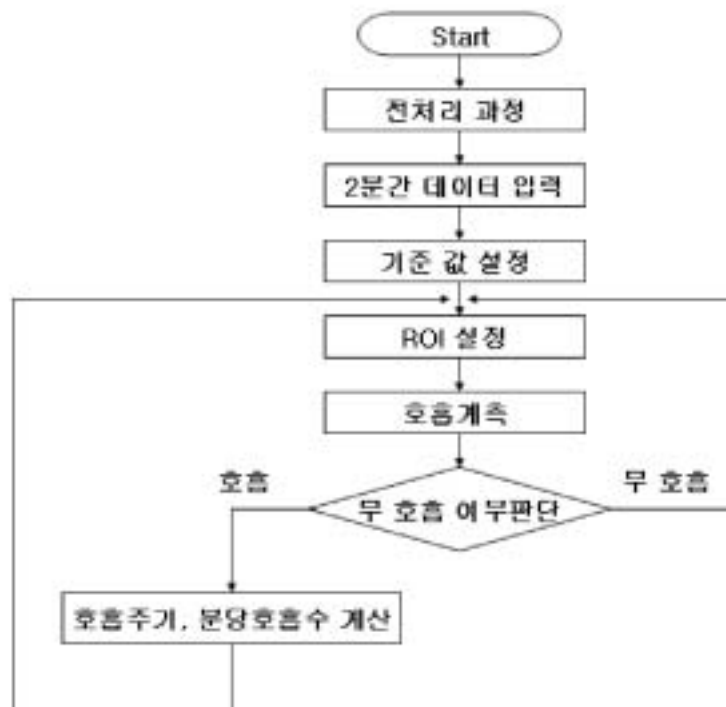 Start
전처리 과정
2분간 데이터 입력
기준 값 설정
ROI 설정
호흡계측
호흡
무 호흡
무 호흡 여부판단
호흡주기, 분당호흡수 계산